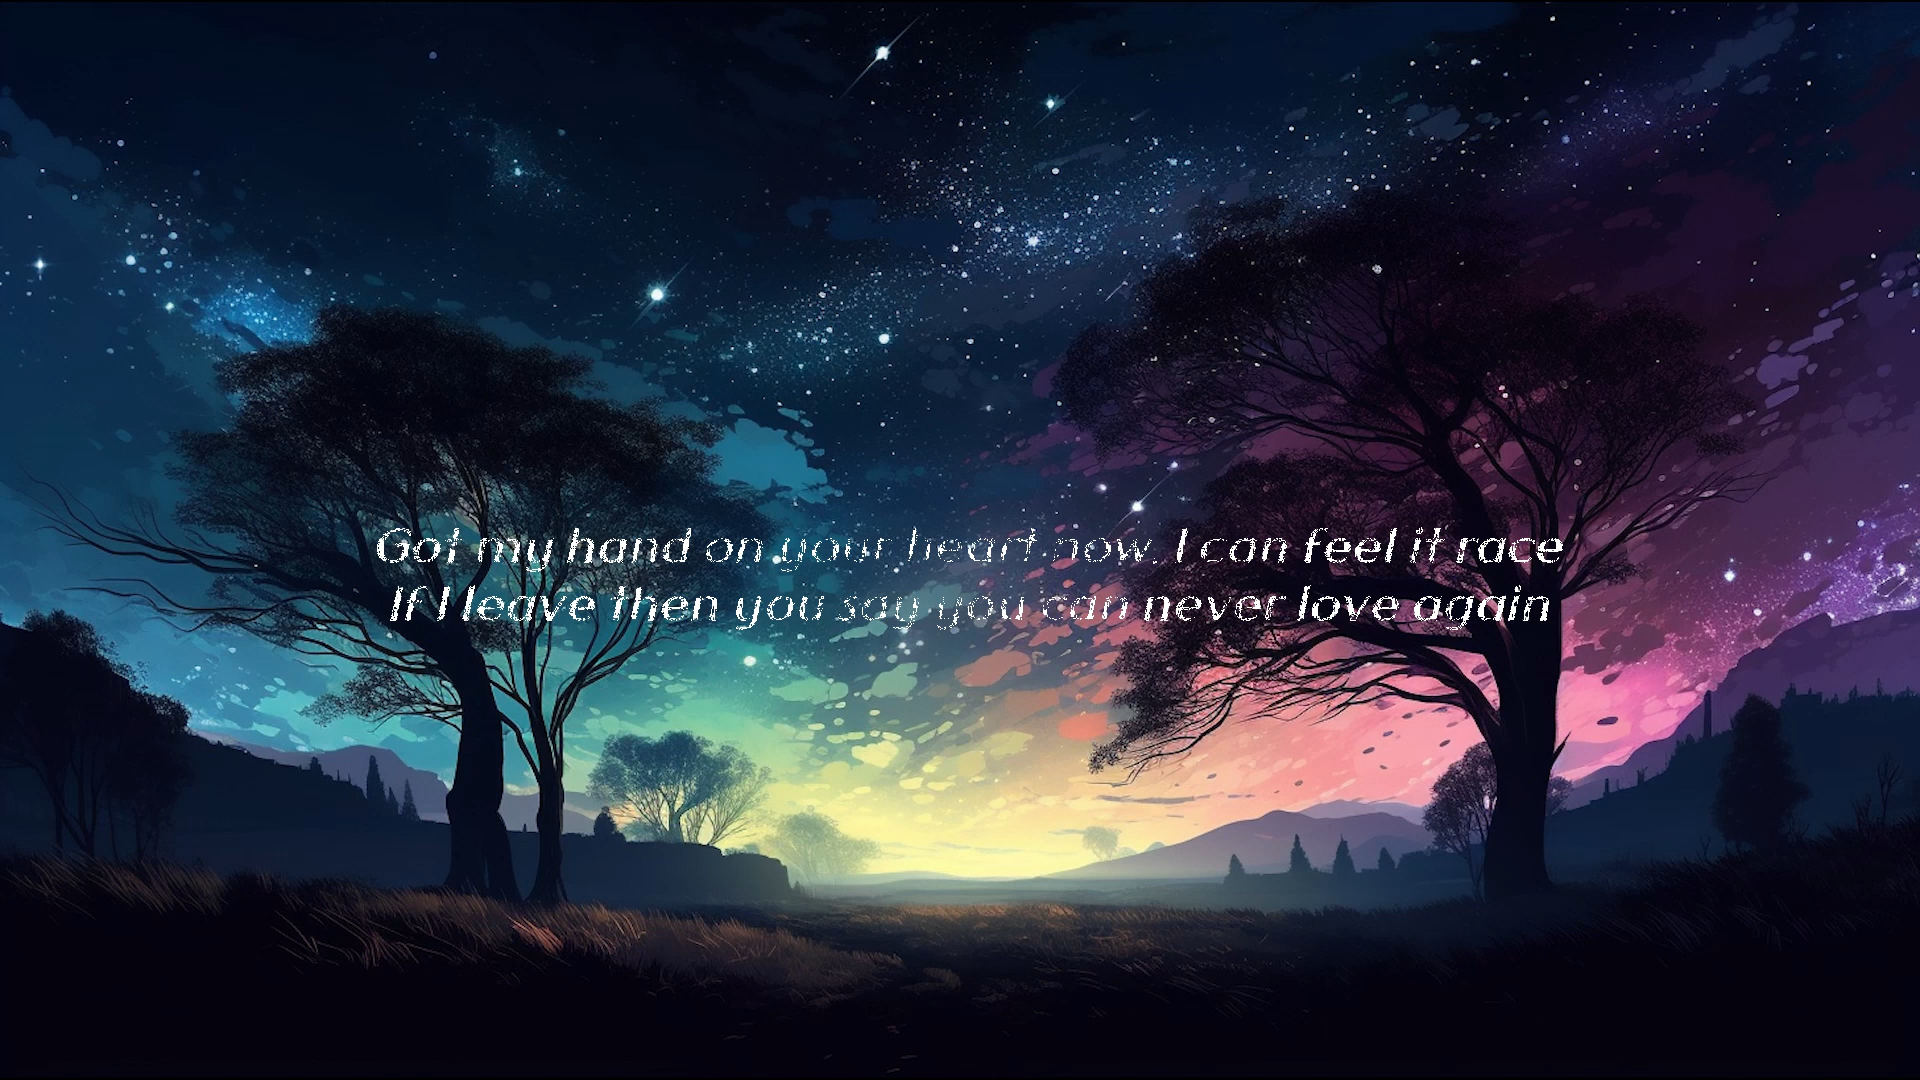 Got my hand on your heart now, I can feel it race
If I leave then you say you can never love again